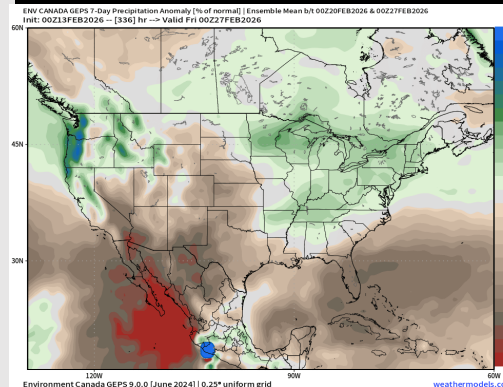 ENV CANADA GEPS 7-Day Precipitation Anomaly [% of normal] | Ensemble Mean b/t 00Z20FEB2026 & 00Z27FEB2026
Init: 00Z13FEB2026 -- [336] hr --> Valid Fri 00Z27FEB2026
60N
45N
30N
120W
90W
60W
Environment Canada GEPS 9.0.0 [June 2024] | 0.25° uniform grid
weathermodels.c